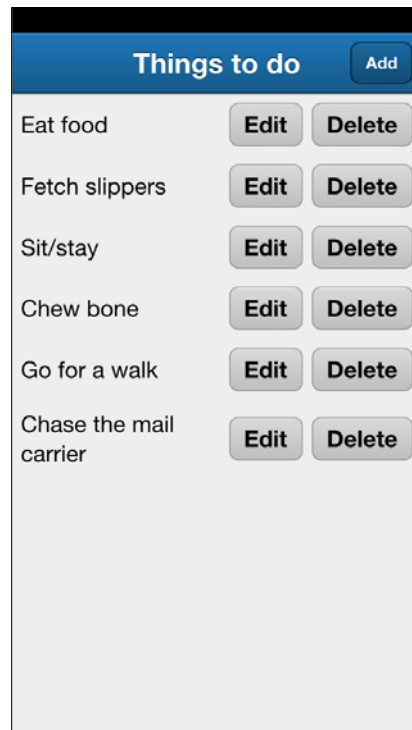 Things to do Add
Eat food Edit Delete
Fetch slippers Edit Delete
Sit/stay Edit Delete
Chew bone Edit Delete
Go for a walk Edit Delete
Chase the mail
carrier Edit Delete